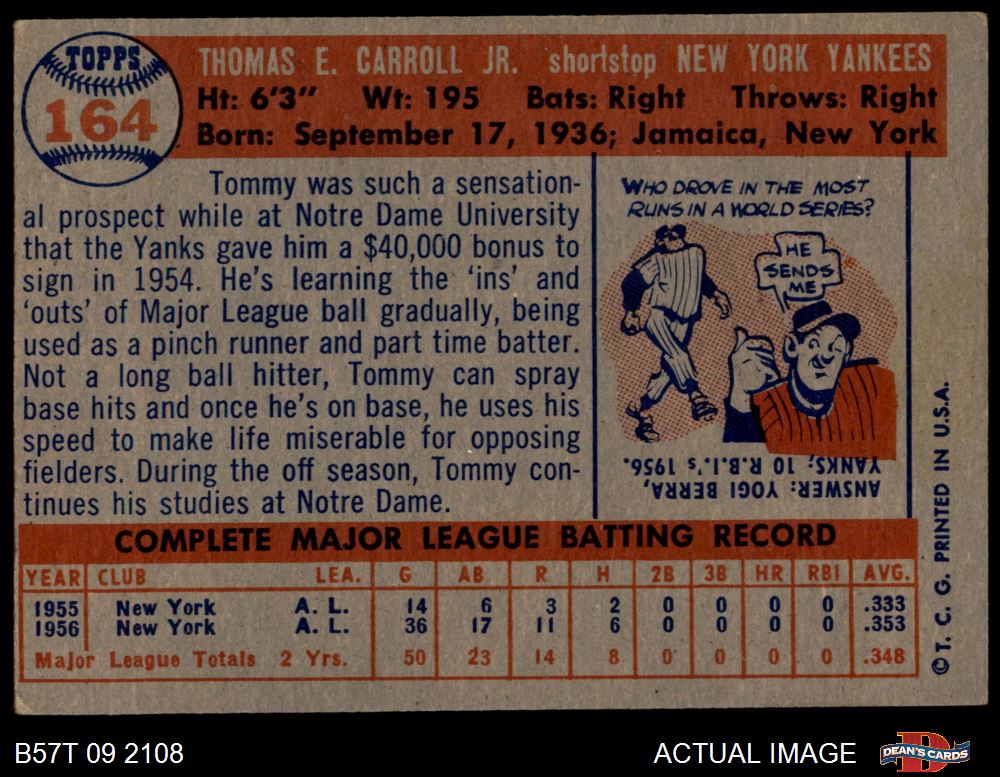 TOPPS
164
THOMAS E. CARROLL JR. shortstop NEW YORK YANKEES
Ht: 6'3" Wt: 195 Bats: Right Throws: Right
Born: September 17, 1936; Jamaica, New York
Tommy was such a sensation-
al prospect while at Notre Dame University
that the Yanks gave him a $40,000 bonus to
sign in 1954. He's learning the 'ins' and
'outs' of Major League ball gradually, being
used as a pinch runner and part time batter.
Not a long ball hitter, Tommy can spray
base hits and once he's on base, he uses his
speed to make life miserable for opposing
fielders. During the off season, Tommy con-
tinues his studies at Notre Dame.
WHO DROVE IN THE MOST
RUNS IN A WORLD SERIES?
HE
SENDS
ME
ANSWER: YOGI BERRA,
YANKS; 10 R.B.I.'s 1956.
COMPLETE MAJOR LEAGUE BATTING RECORD
YEAR CLUB LEA. G AB R H 2B 3B HR RBI AVG.
1955 New York A. L. 14 6 3 2 0 0 0 0 .333
1956 New York A. L. 36 17 11 6 0 0 0 0 .353
Major League Totals 2 Yrs. 50 23 14 8 0 0 0 0 .348
© T. C. G. PRINTED IN U.S.A.
B57T 09 2108
ACTUAL IMAGE
DEAN'S CARDS